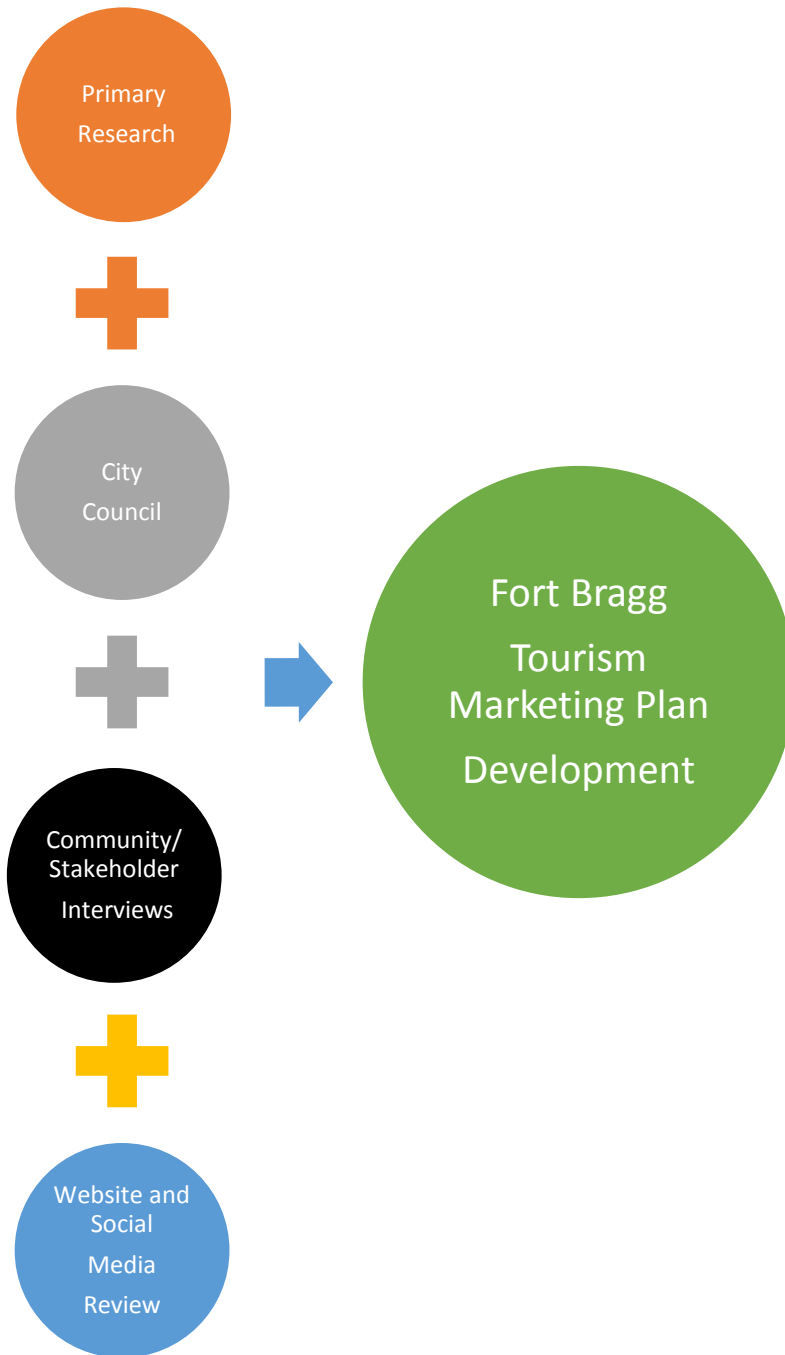 Primary
Research
City
Council
Community/
Stakeholder
Interviews
Website and
Social
Media
Review
Fort Bragg
Tourism
Marketing Plan
Development